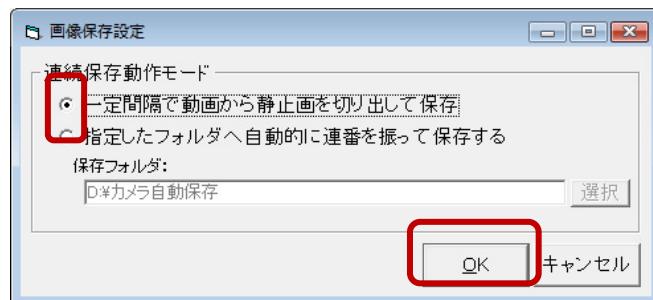 画像保存設定
連続保存動作モード
一定間隔で動画から静止画を切り出して保存
指定したフォルダへ自動的に連番を振って保存する
保存フォルダ:
D:¥カメラ自動保存
選択
OK
キャンセル